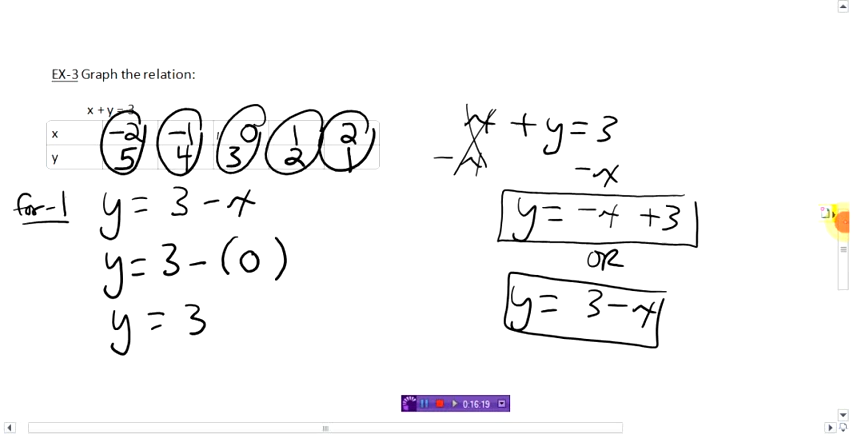 EX-3 Graph the relation:
x + y = 3
x -2 -1 0 1 2
y 5 4 3 2 1
for -1 y = 3 - x
y = 3 - (0)
y = 3
x + y = 3
-x -x
y = -x + 3
OR
y = 3 - x
0:16:19